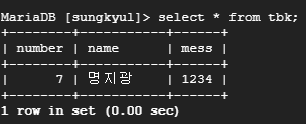 MariaDB [sungkyul]> select * from tbk;
+--------+-----------+------+
| number | name      | mess |
+--------+-----------+------+
|      7 | 명지광    | 1234 |
+--------+-----------+------+
1 row in set (0.00 sec)